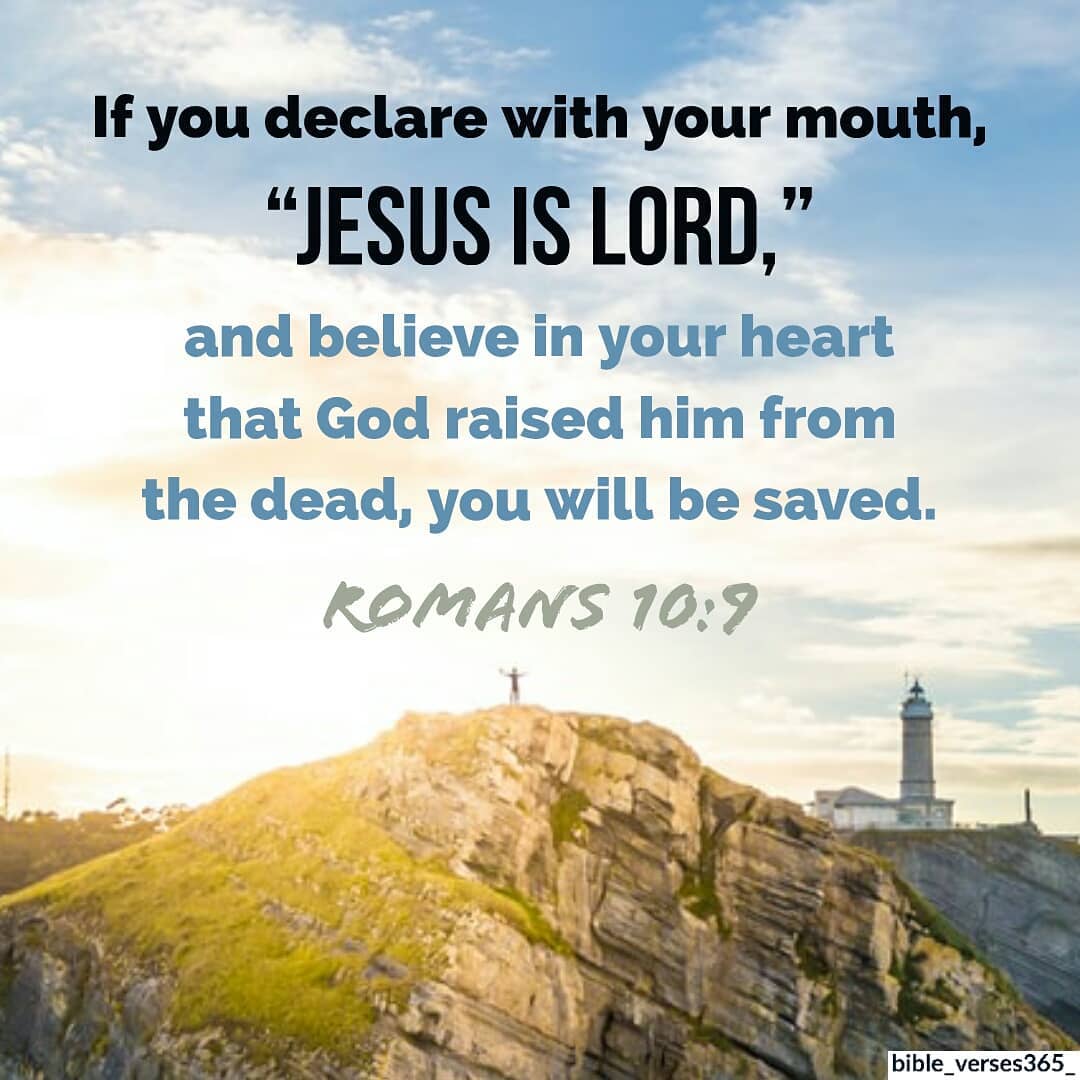 If you declare with your mouth,
“JESUS IS LORD,”
and believe in your heart
that God raised him from
the dead, you will be saved.
ROMANS 10:9
bible_verses365_